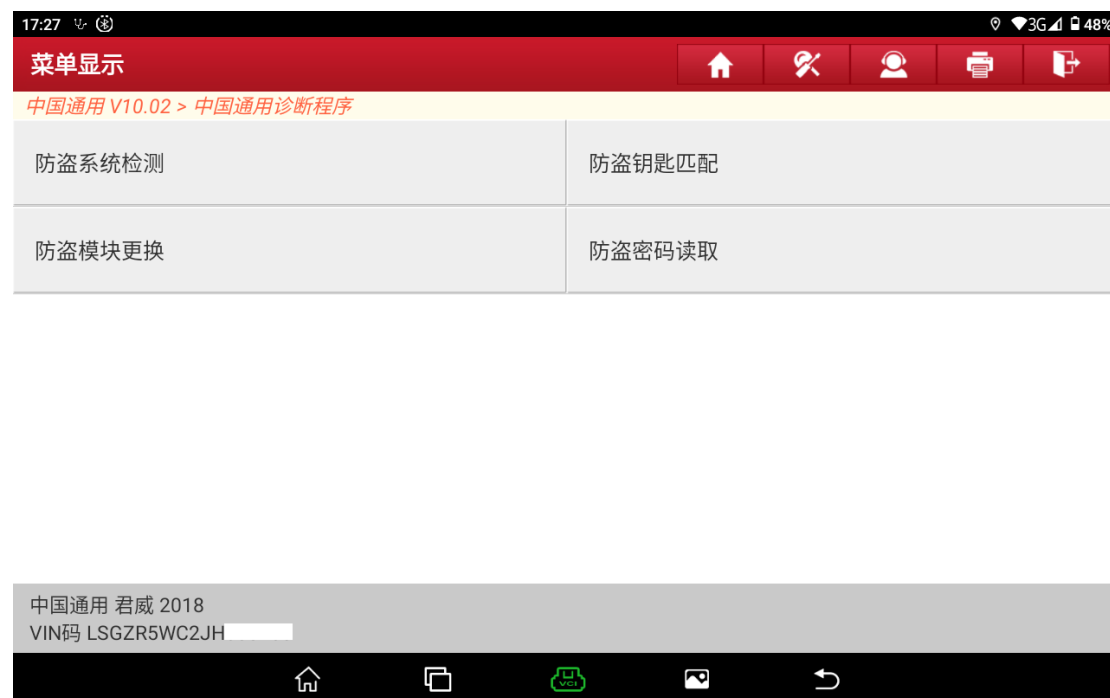 17:27 3G 48%
菜单显示
中国通用 V10.02 > 中国通用诊断程序
防盗系统检测 防盗钥匙匹配
防盗模块更换 防盗密码读取
中国通用 君威 2018
VIN码 LSGZR5WC2JH
VCI